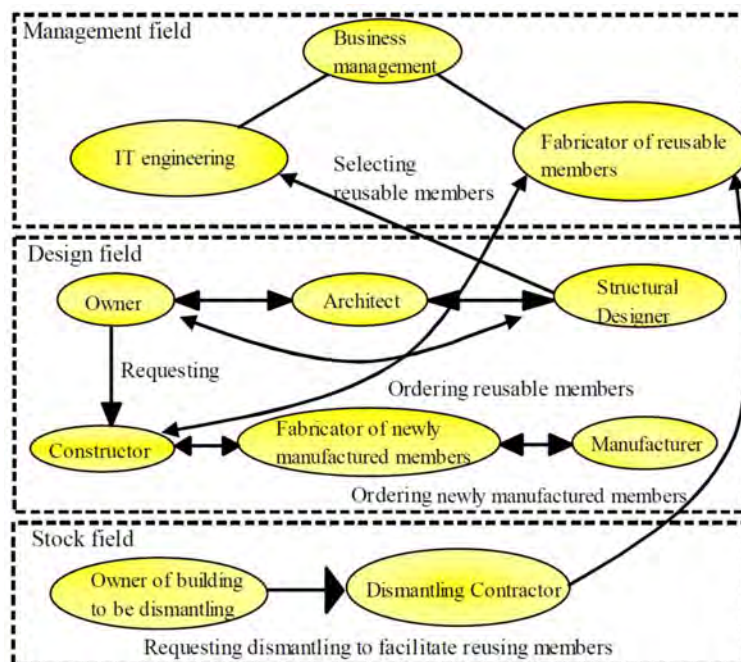 Management field
Business
management
IT engineering
Fabricator of reusable
members
Selecting
reusable members
Design field
Owner
Architect
Structural
Designer
Requesting
Ordering reusable members
Constructor
Fabricator of newly
manufactured members
Manufacturer
Ordering newly manufactured members
Stock field
Owner of building
to be dismantling
Dismantling Contractor
Requesting dismantling to facilitate reusing members